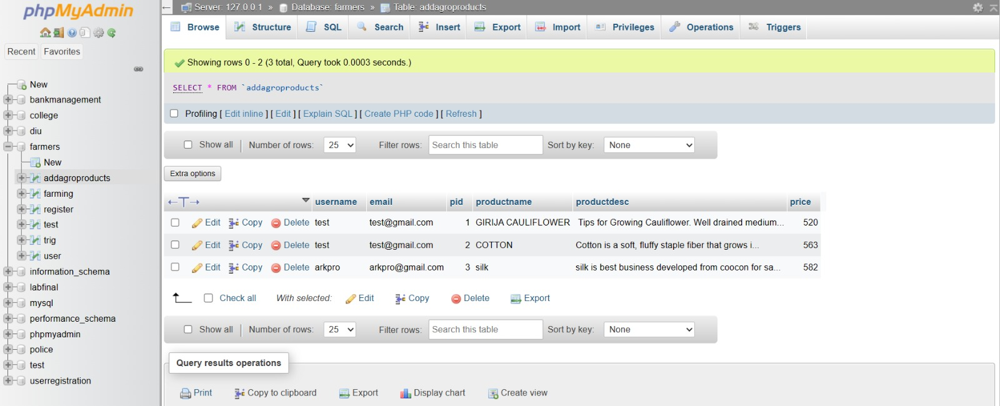 phpMyAdmin
Recent Favorites
New
bankmanagement
college
diu
farmers
New
addagroproducts
farming
register
test
trig
user
information_schema
labfinal
mysql
performance_schema
phpmyadmin
police
test
userregistration
Server: 127.0.0.1 » Database: farmers » Table: addagroproducts
Browse Structure SQL Search Insert Export Import Privileges Operations Triggers
Showing rows 0 - 2 (3 total, Query took 0.0003 seconds.)
SELECT * FROM `addagroproducts`
Profiling [ Edit inline ] [ Edit ] [ Explain SQL ] [ Create PHP code ] [ Refresh ]
Show all Number of rows: 25 Filter rows: Search this table Sort by key: None
Extra options
←T→ username email pid productname productdesc price
Edit Copy Delete test test@gmail.com 1 GIRIJA CAULIFLOWER Tips for Growing Cauliflower. Well drained medium... 520
Edit Copy Delete test test@gmail.com 2 COTTON Cotton is a soft, fluffy staple fiber that grows i... 563
Edit Copy Delete arkpro arkpro@gmail.com 3 silk silk is best business developed from coocon for sa... 582
Check all With selected: Edit Copy Delete Export
Show all Number of rows: 25 Filter rows: Search this table Sort by key: None
Query results operations
Print Copy to clipboard Export Display chart Create view